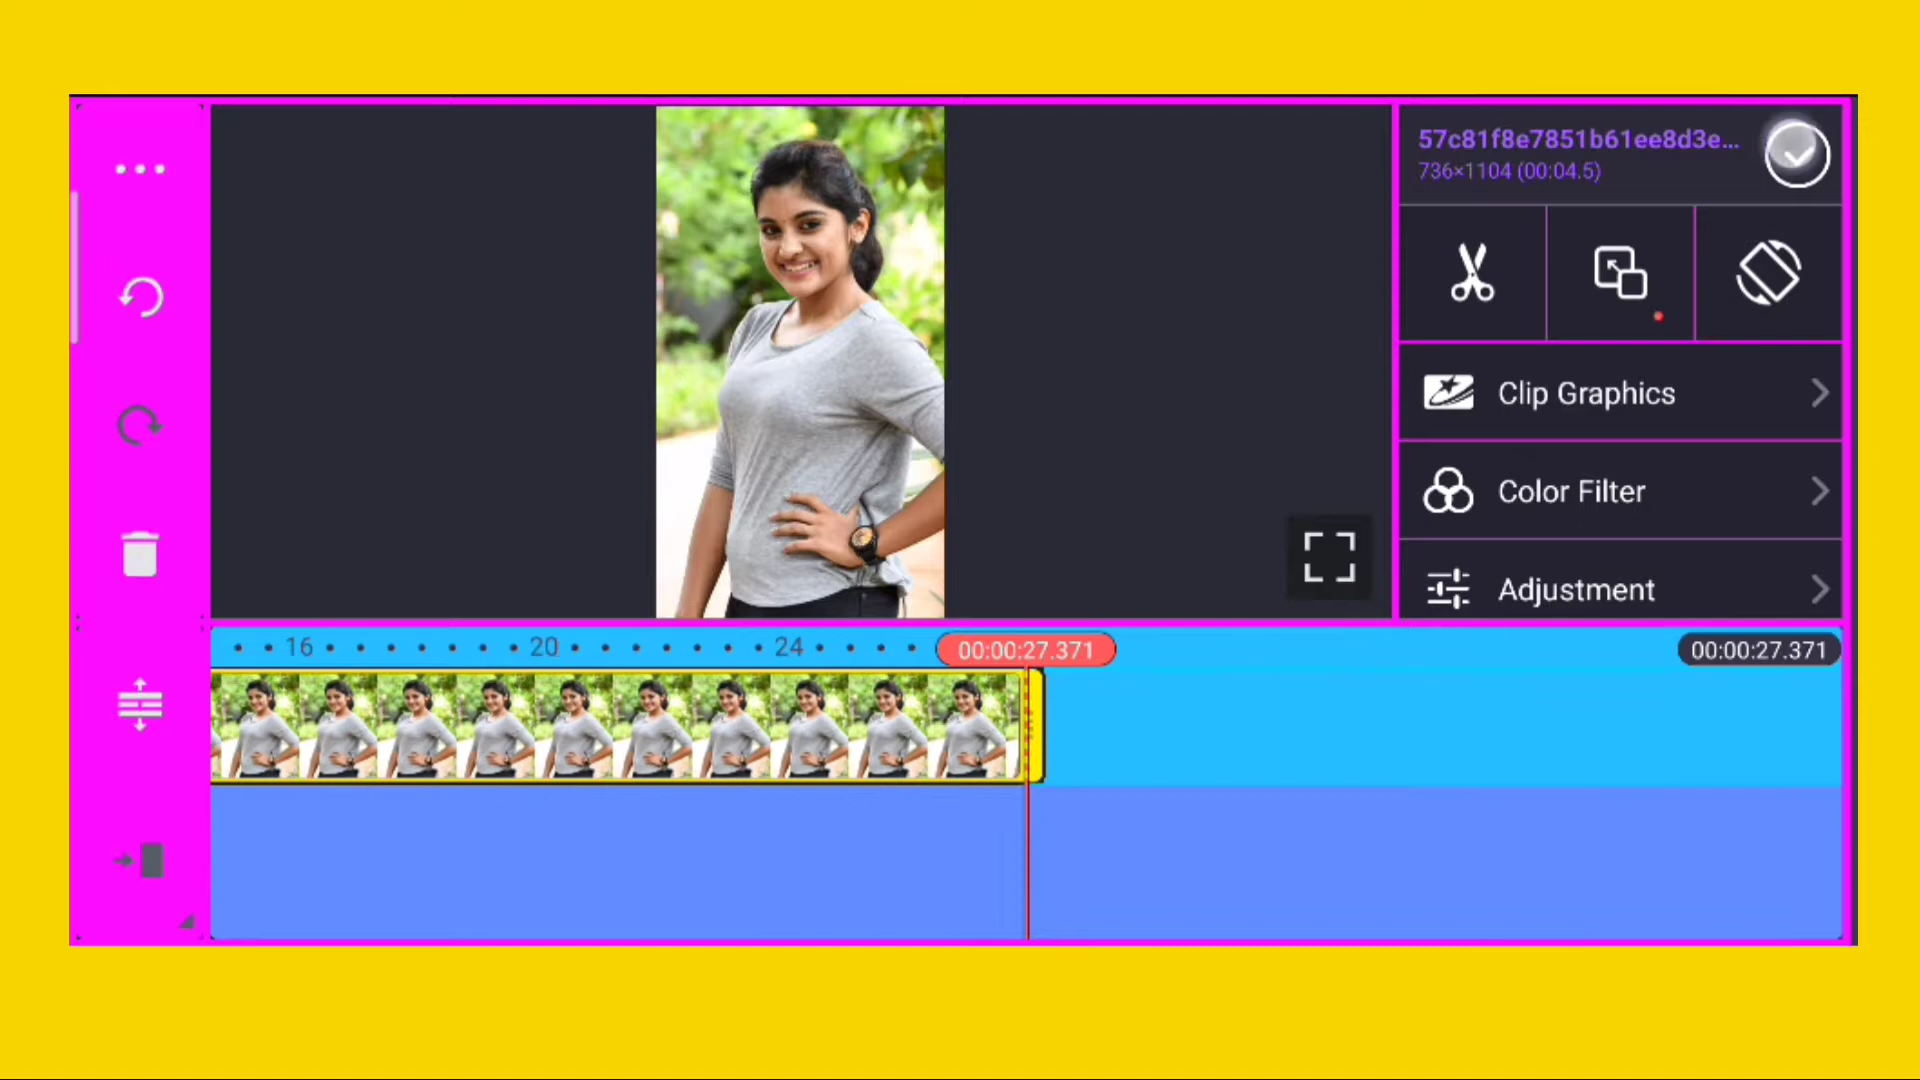 57c81f8e7851b61ee8d3e...
736×1104 (00:04.5)
Clip Graphics
Color Filter
Adjustment
16 20 24 00:00:27.371 00:00:27.371